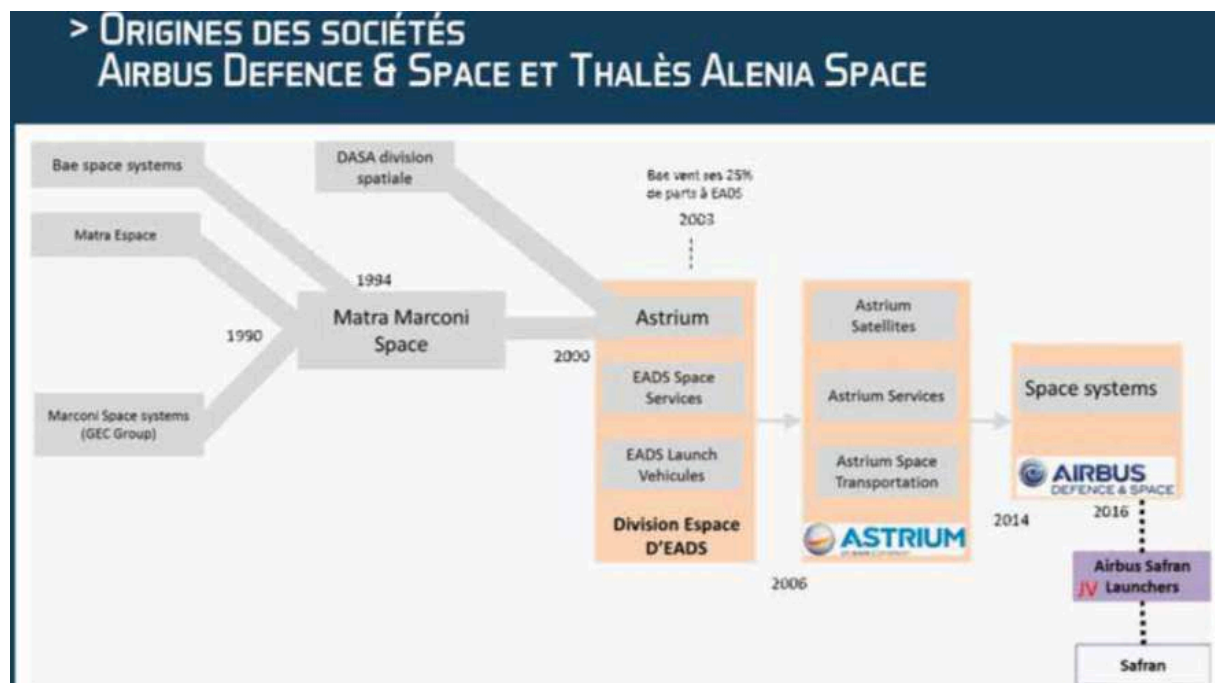 > ORIGINES DES SOCIÉTÉS
AIRBUS DEFENCE & SPACE ET THALÈS ALENIA SPACE
Bae space systems
DASA division
spatiale
Bae vent ses 25%
de parts à EADS
2003
Matra Espace
1994
Matra Marconi
Space
1990
2000
Marconi Space systems
(GEC Group)
Astrium
EADS Space
Services
EADS Launch
Vehicules
Division Espace
D'EADS
2006
Astrium
Satellites
Astrium Services
Astrium Space
Transportation
ASTRIUM
2014
Space systems
AIRBUS
DEFENCE & SPACE
2016
Airbus Safran
JV Launchers
Safran